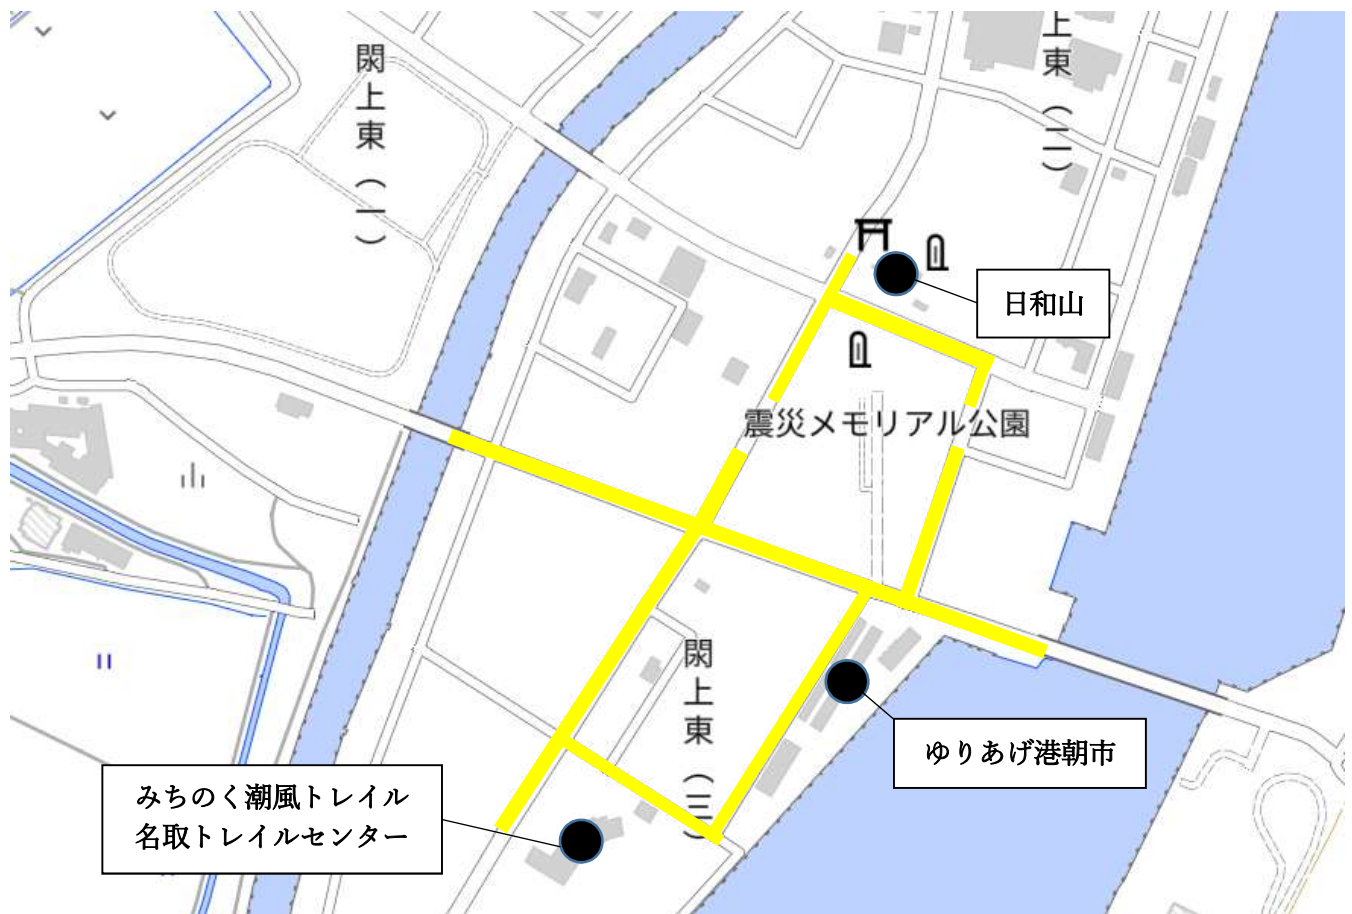 閖上東（一）
上東（二）
日和山
震災メモリアル公園
閖上東（三）
ゆりあげ港朝市
みちのく潮風トレイル
名取トレイルセンター